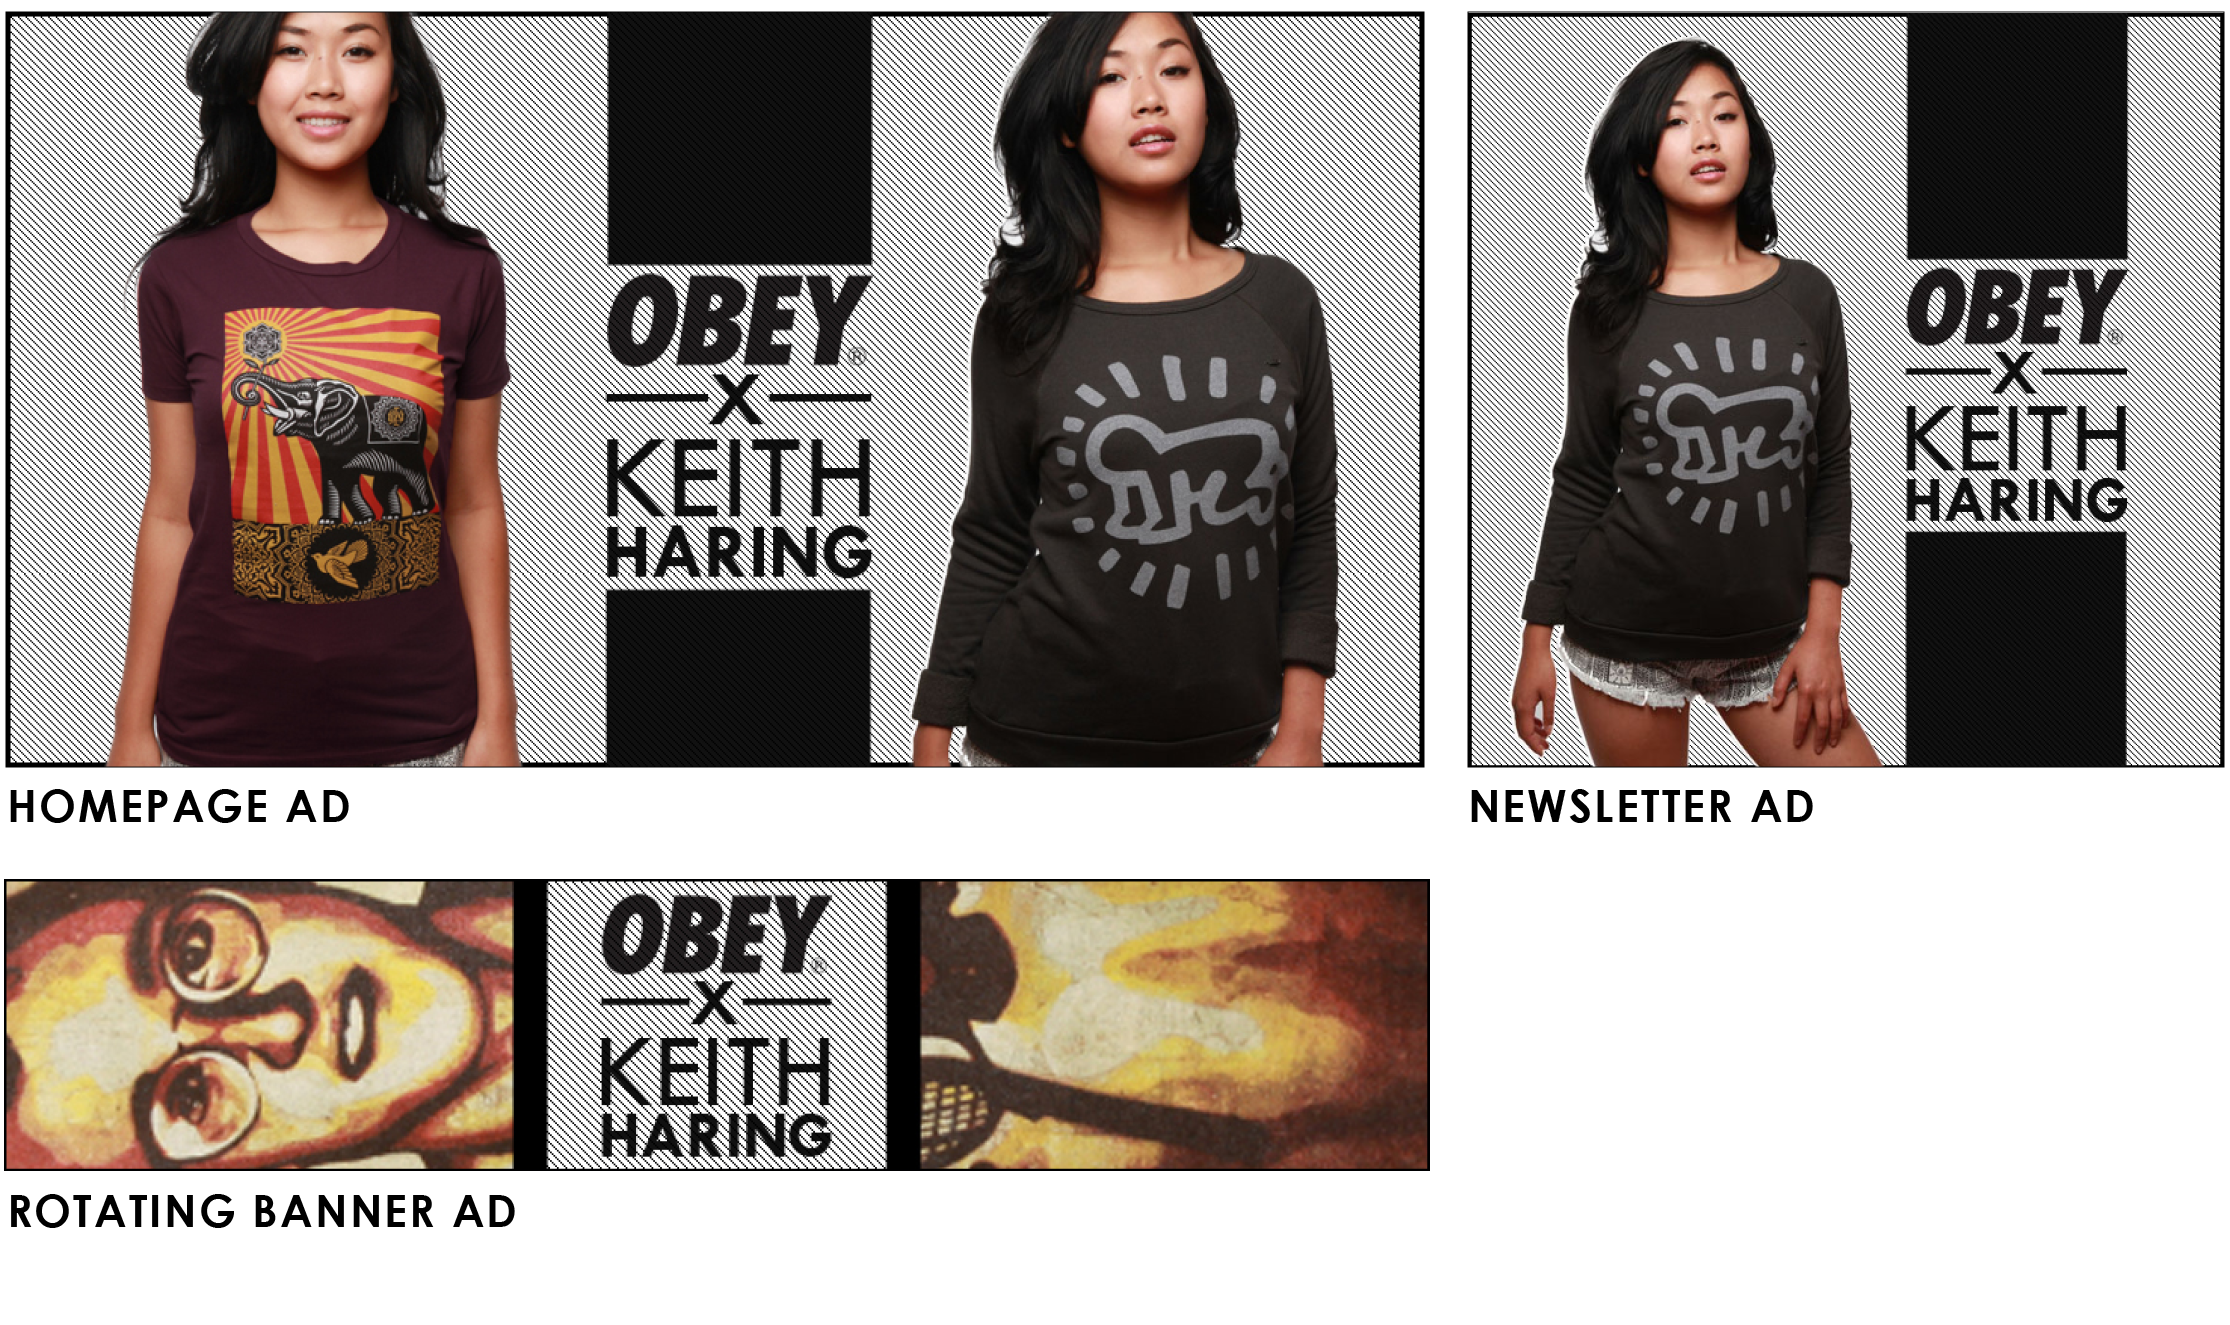 OBEY®
X
KEITH
HARING
HOMEPAGE AD
OBEY®
X
KEITH
HARING
NEWSLETTER AD
OBEY®
X
KEITH
HARING
ROTATING BANNER AD